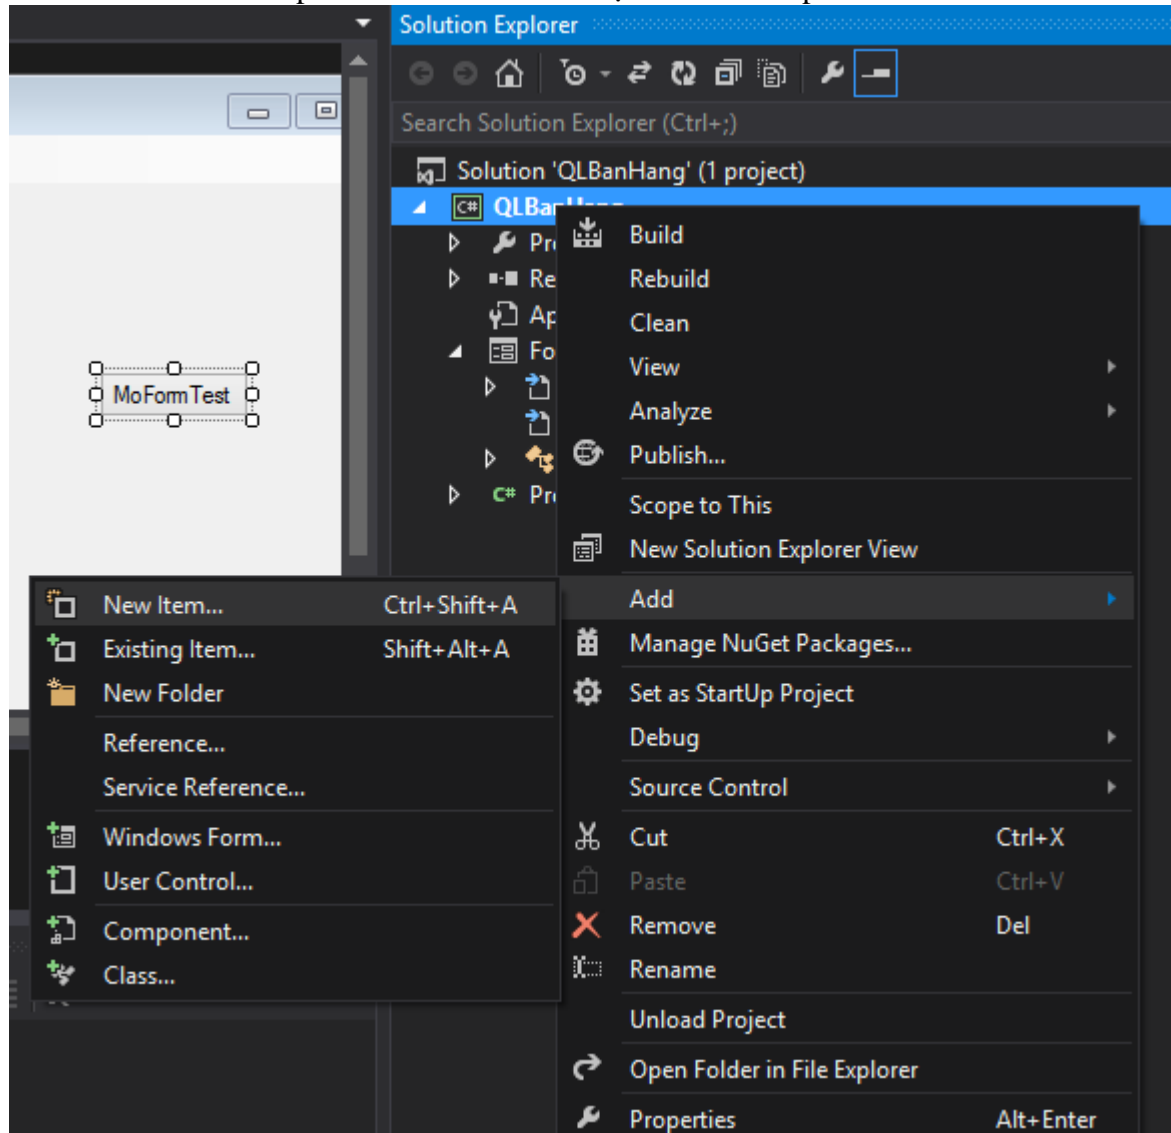 Solution Explorer
Search Solution Explorer (Ctrl+;)
Solution 'QLBanHang' (1 project)
C# QLBanHang
Build
Rebuild
Clean
View
Analyze
Publish...
C#
Scope to This
New Solution Explorer View
MoFormTest
Add
Manage NuGet Packages...
Set as StartUp Project
Debug
Source Control
Cut Ctrl+X
Paste Ctrl+V
Remove Del
Rename
Unload Project
Open Folder in File Explorer
Properties Alt+Enter
New Item... Ctrl+Shift+A
Existing Item... Shift+Alt+A
New Folder
Reference...
Service Reference...
Windows Form...
User Control...
Component...
Class...